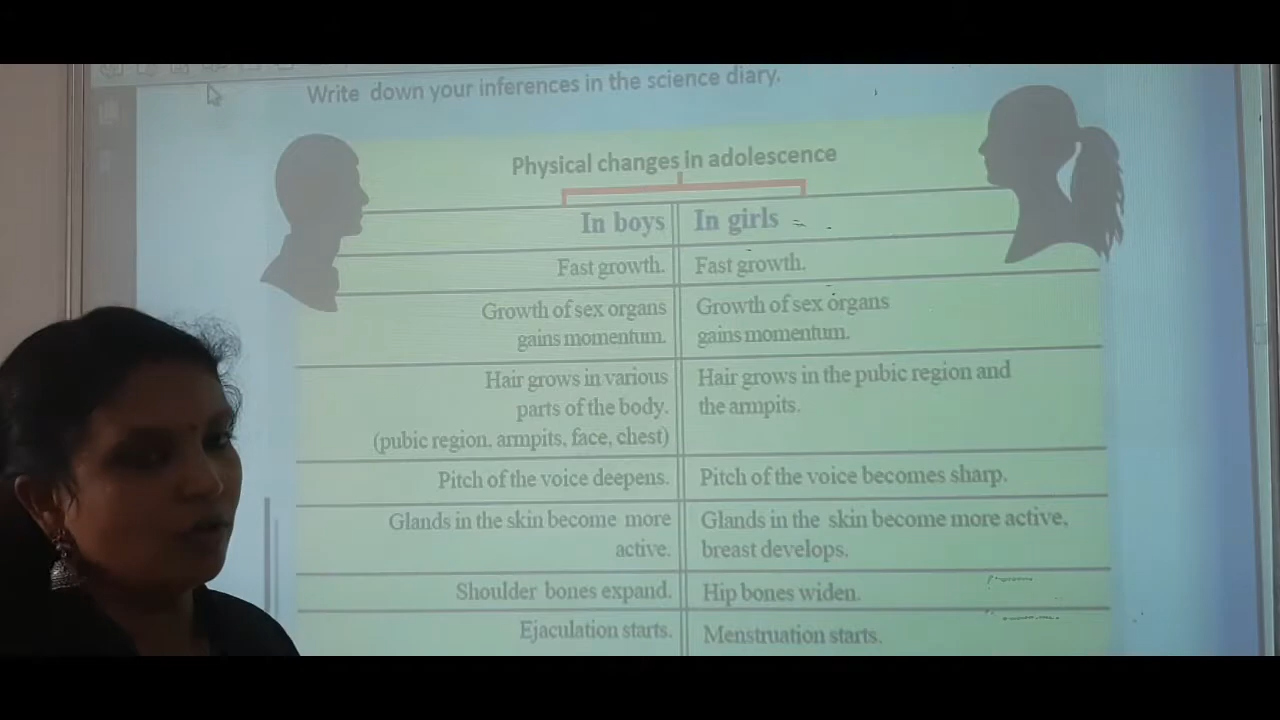 Write down your inferences in the science diary.
Physical changes in adolescence
In boys
In girls
Fast growth.
Fast growth.
Growth of sex organs
gains momentum.
Growth of sex organs
gains momentum.
Hair grows in various
parts of the body.
(pubic region, armpits, face, chest)
Hair grows in the pubic region and
the armpits.
Pitch of the voice deepens.
Pitch of the voice becomes sharp.
Glands in the skin become more
active.
Glands in the skin become more active,
breast develops.
Shoulder bones expand.
Hip bones widen.
Ejaculation starts.
Menstruation starts.